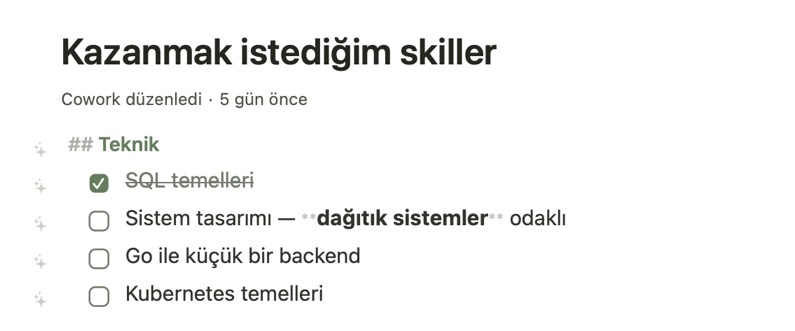 Kazanmak istediğim skiller
Cowork düzenledi · 5 gün önce
## Teknik
SQL temelleri
Sistem tasarımı — **dağıtık sistemler** odaklı
Go ile küçük bir backend
Kubernetes temelleri